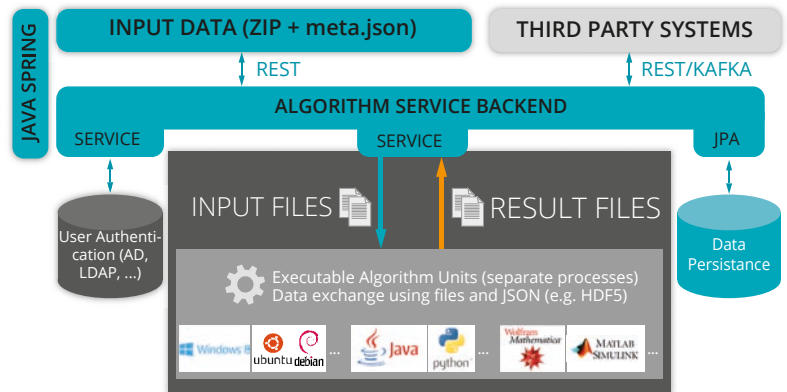 JAVA SPRING
INPUT DATA (ZIP + meta.json)
THIRD PARTY SYSTEMS
REST
REST/KAFKA
ALGORITHM SERVICE BACKEND
SERVICE
SERVICE
JPA
INPUT FILES
RESULT FILES
User Authenti-
cation (AD,
LDAP, ...)
Data
Persistance
Executable Algorithm Units (separate processes)
Data exchange using files and JSON (e.g. HDF5)
Windows 8
ubuntu
debian
...
Java
python
...
Wolfram
Mathematica
MATLAB
SIMULINK
...